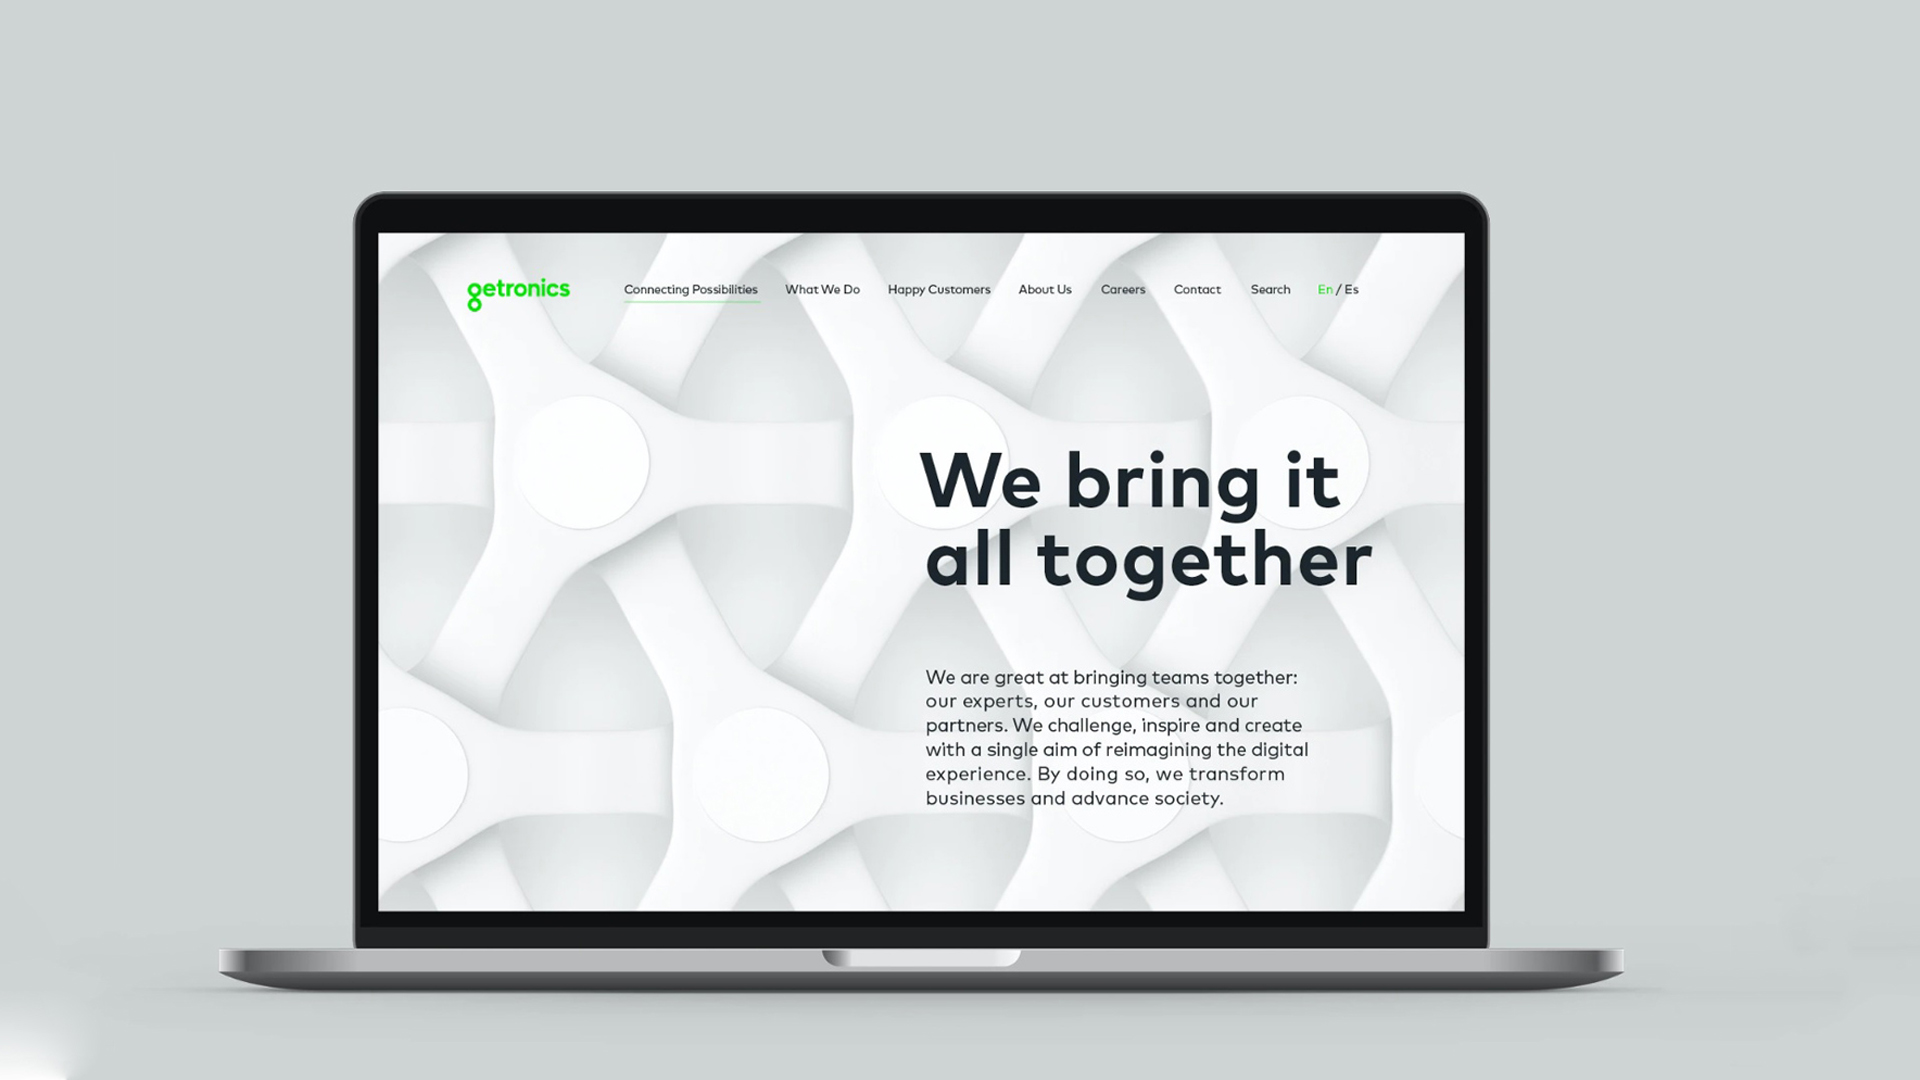 getronics
Connecting Possibilities What We Do Happy Customers About Us Careers Contact Search En / Es
We bring it
all together
We are great at bringing teams together:
our experts, our customers and our
partners. We challenge, inspire and create
with a single aim of reimagining the digital
experience. By doing so, we transform
businesses and advance society.